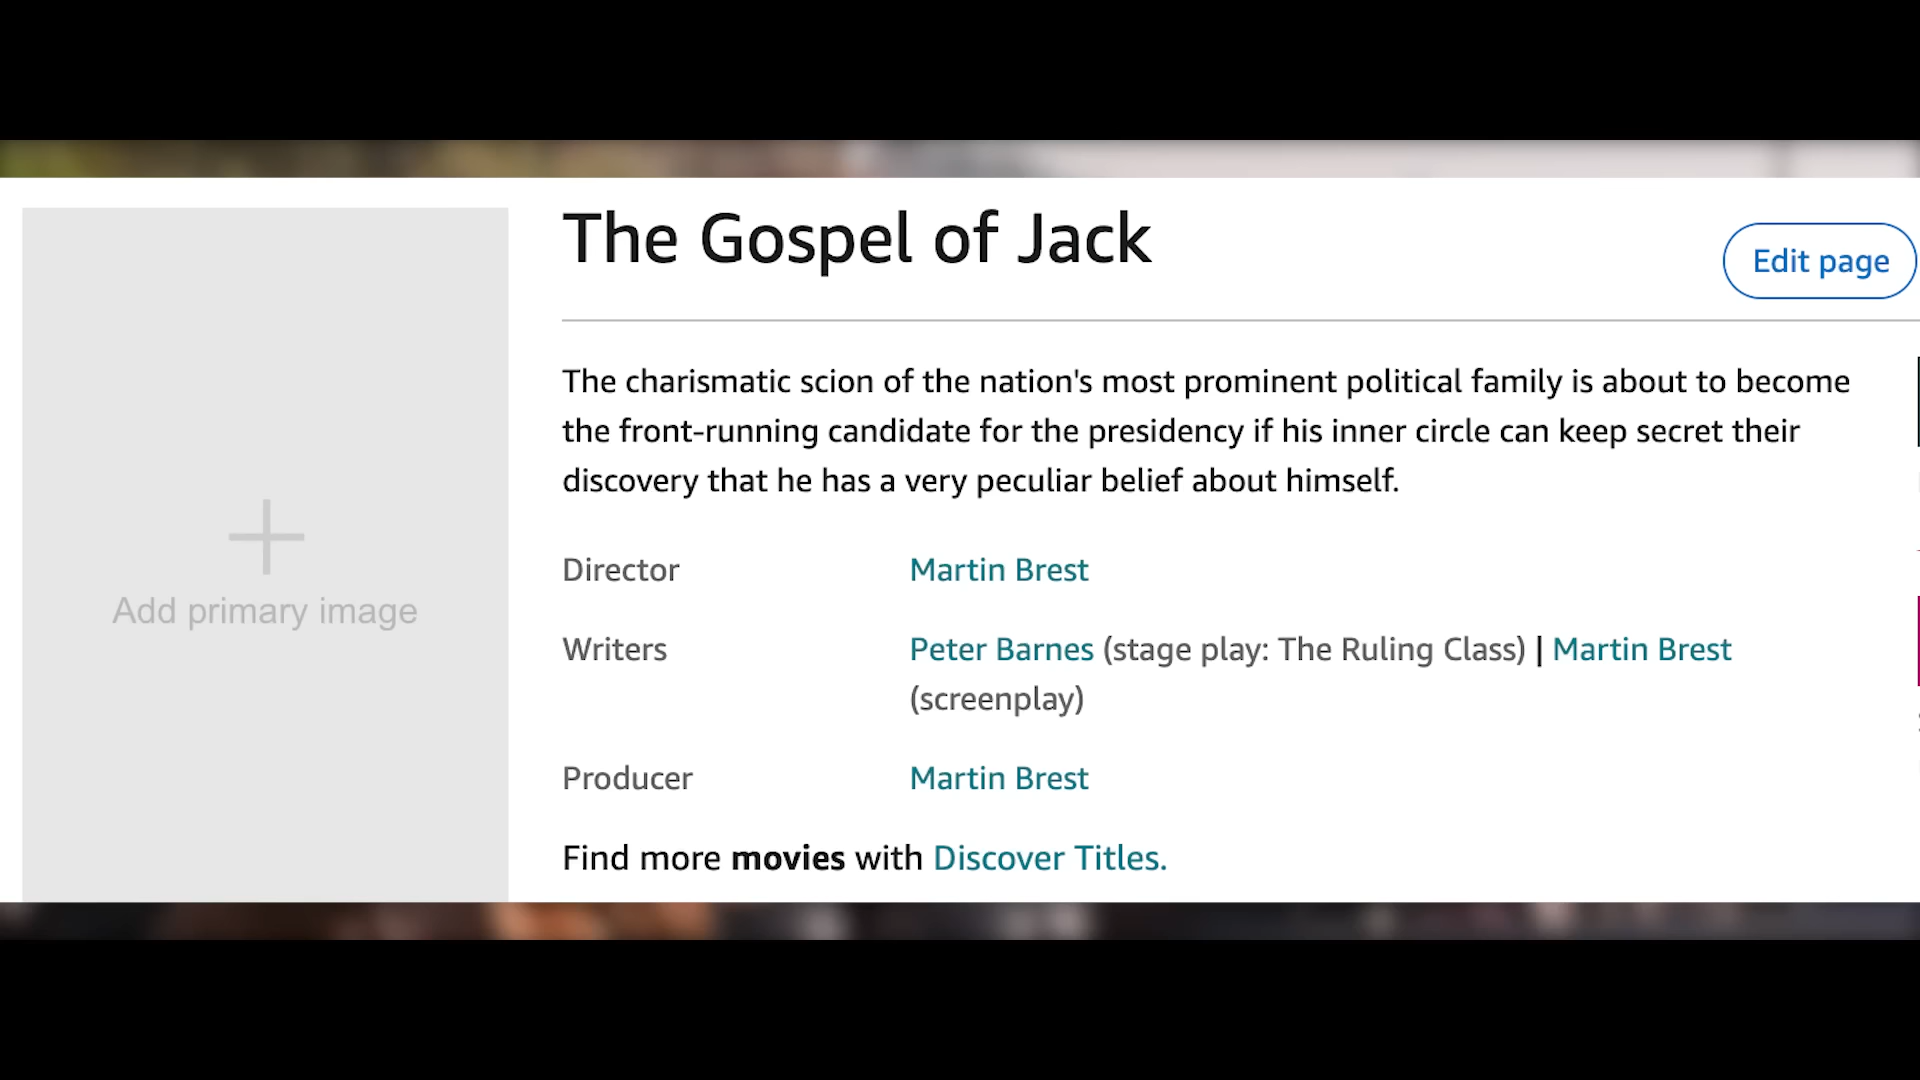 The Gospel of Jack
Edit page
The charismatic scion of the nation's most prominent political family is about to become
the front-running candidate for the presidency if his inner circle can keep secret their
discovery that he has a very peculiar belief about himself.
Add primary image
Director Martin Brest
Writers Peter Barnes (stage play: The Ruling Class) | Martin Brest
(screenplay)
Producer Martin Brest
Find more movies with Discover Titles.